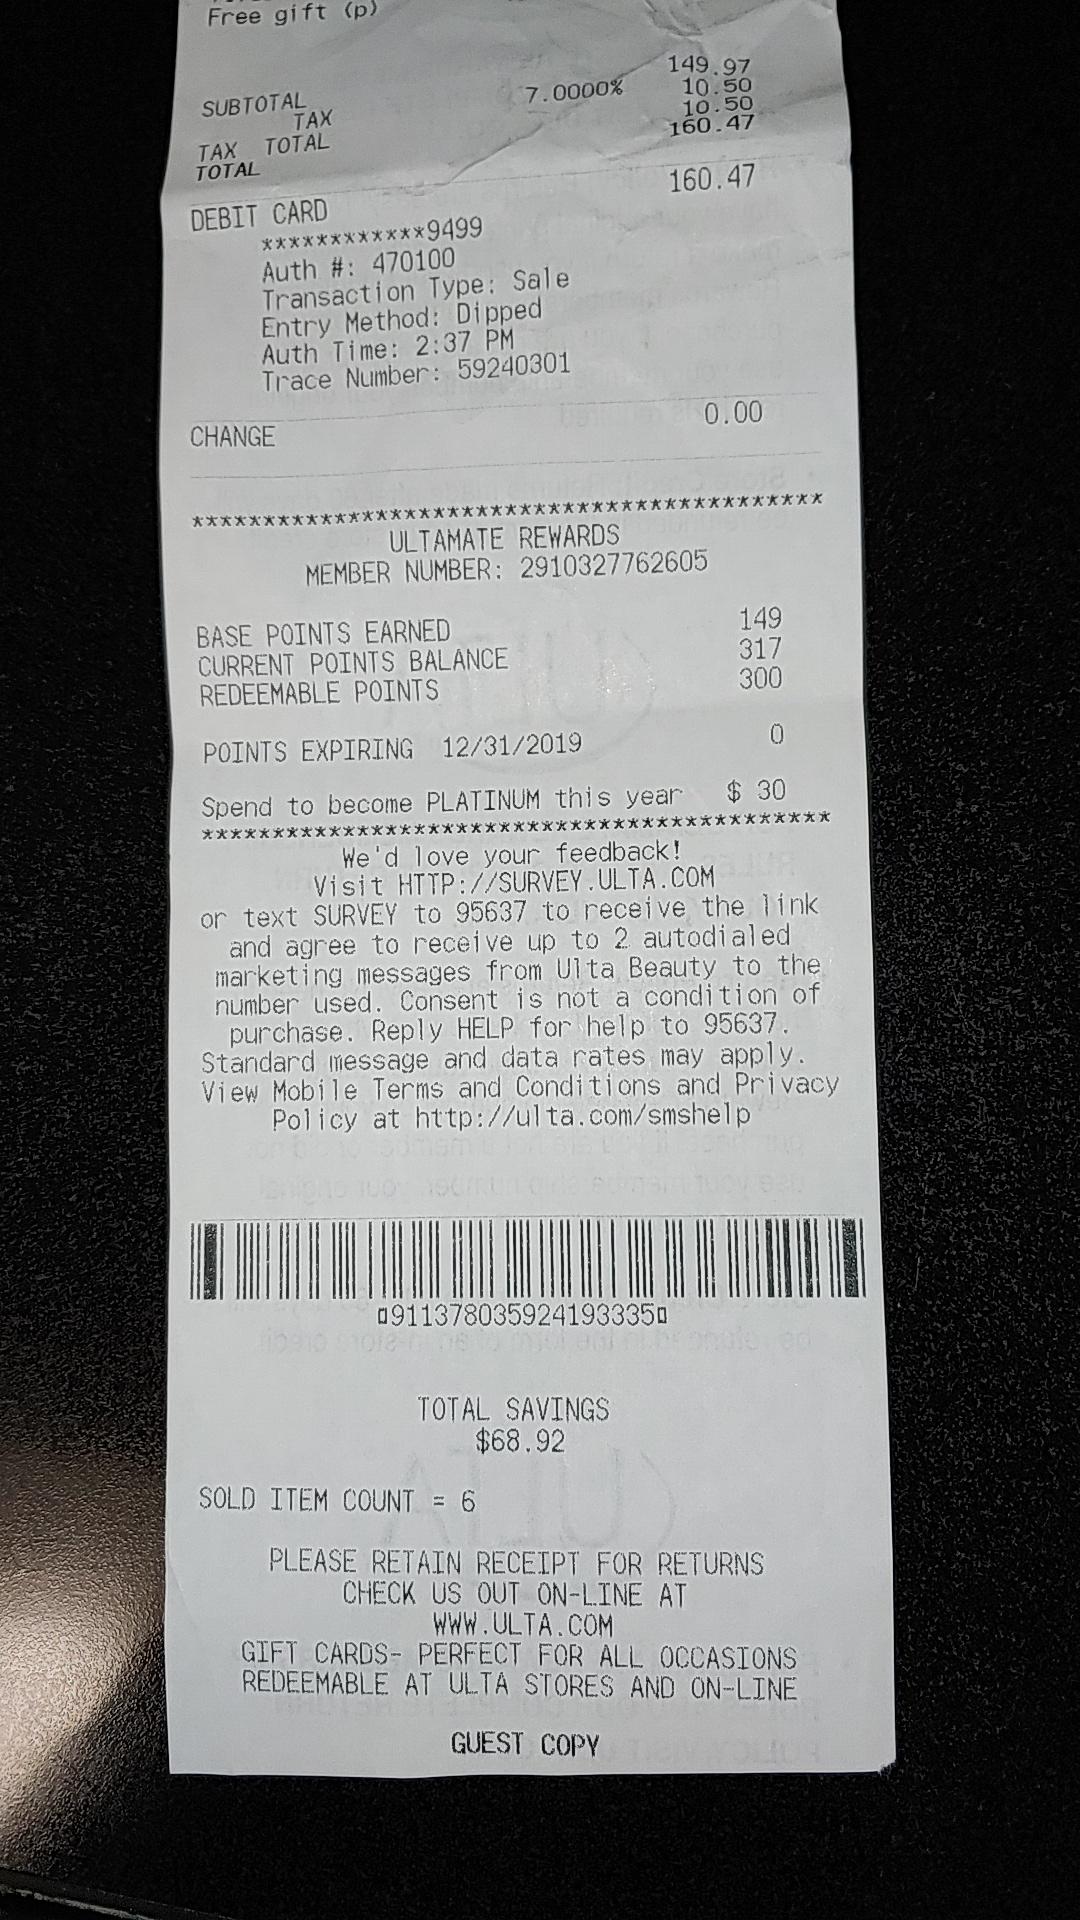 Free gift (p)
SUBTOTAL 149.97
TAX 7.0000% 10.50
TAX TOTAL 10.50
TOTAL 160.47
DEBIT CARD 160.47
************9499
Auth #: 470100
Transaction Type: Sale
Entry Method: Dipped
Auth Time: 2:37 PM
Trace Number: 59240301
CHANGE 0.00
********************************************
ULTAMATE REWARDS
MEMBER NUMBER: 2910327762605
BASE POINTS EARNED 149
CURRENT POINTS BALANCE 317
REDEEMABLE POINTS 300
POINTS EXPIRING 12/31/2019 0
Spend to become PLATINUM this year $ 30
********************************************
We'd love your feedback!
Visit HTTP://SURVEY.ULTA.COM
or text SURVEY to 95637 to receive the link
and agree to receive up to 2 autodialed
marketing messages from Ulta Beauty to the
number used. Consent is not a condition of
purchase. Reply HELP for help to 95637.
Standard message and data rates may apply.
View Mobile Terms and Conditions and Privacy
Policy at http://ulta.com/smshelp
¤9113780359241933350¤
TOTAL SAVINGS
$68.92
SOLD ITEM COUNT = 6
PLEASE RETAIN RECEIPT FOR RETURNS
CHECK US OUT ON-LINE AT
WWW.ULTA.COM
GIFT CARDS- PERFECT FOR ALL OCCASIONS
REDEEMABLE AT ULTA STORES AND ON-LINE
GUEST COPY